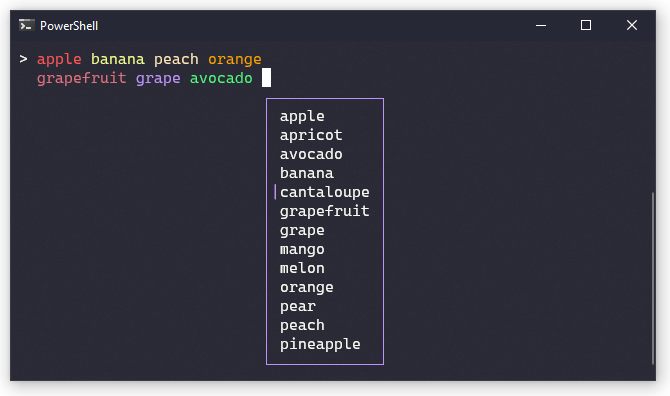 PowerShell
> apple banana peach orange
grapefruit grape avocado
apple
apricot
avocado
banana
cantaloupe
grapefruit
grape
mango
melon
orange
pear
peach
pineapple